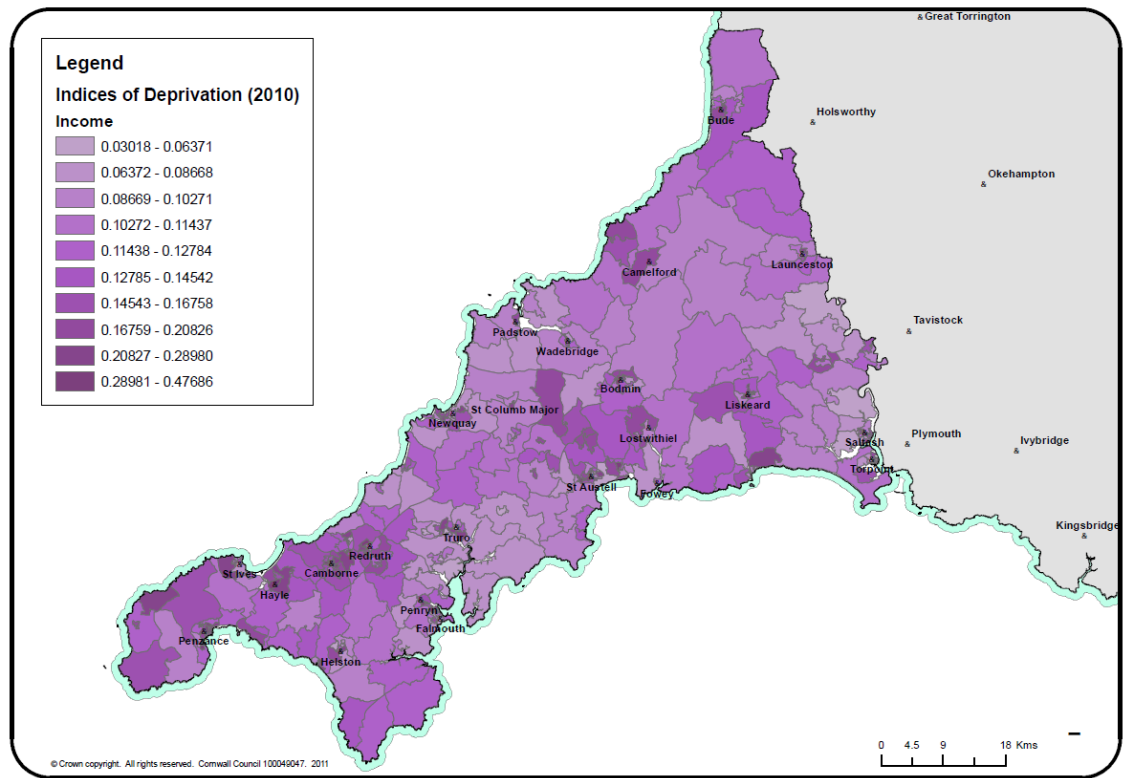 Great Torrington
Legend
Indices of Deprivation (2010)
Income
0.03018 - 0.06371
0.06372 - 0.08668
0.08669 - 0.10271
0.10272 - 0.11437
0.11438 - 0.12784
0.12785 - 0.14542
0.14543 - 0.16758
0.16759 - 0.20826
0.20827 - 0.28980
0.28981 - 0.47686
Bude
Holsworthy
Okehampton
Camelford
Launceston
Tavistock
Padstow
Wadebridge
Bodmin
Liskeard
St Columb Major
Newquay
Lostwithiel
Saltash
Plymouth
Ivybridge
Torpoint
St Austell
Fowey
Kingsbridge
Truro
Redruth
Camborne
St Ives
Hayle
Penryn
Falmouth
Penzance
Helston
0 4.5 9 18 Kms
© Crown copyright. All rights reserved. Cornwall Council 100049047. 2011